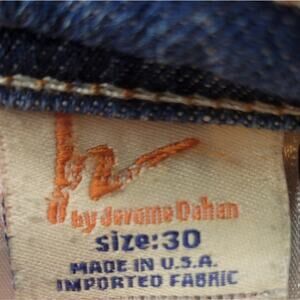 by Jerome Dahan
size:30
MADE IN U.S.A.
IMPORTED FABRIC